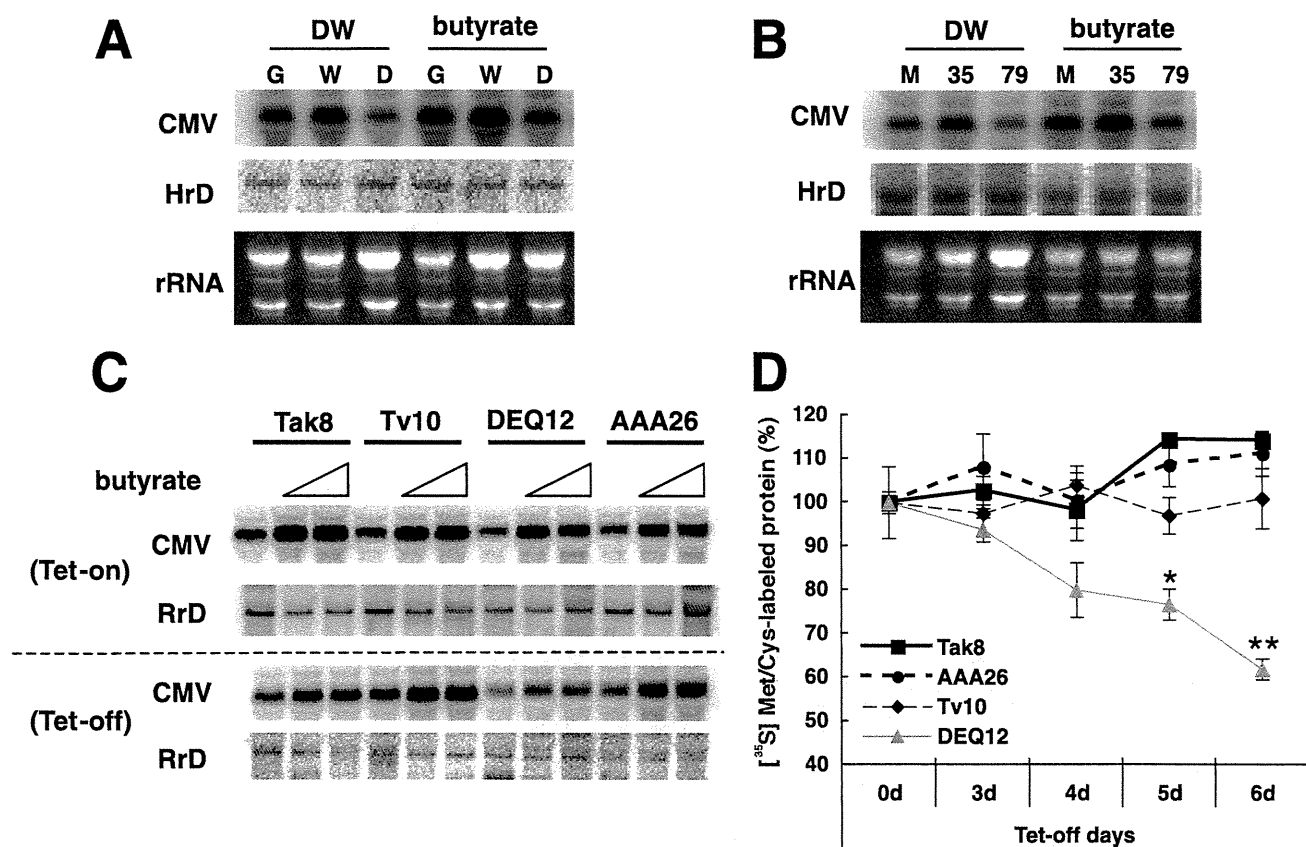 A
DW butyrate
G W D G W D
CMV
HrD
rRNA
B
DW butyrate
M 35 79 M 35 79
CMV
HrD
rRNA
C
Tak8 Tv10 DEQ12 AAA26
butyrate
CMV
(Tet-on)
RrD
CMV
(Tet-off)
RrD
D
[³⁵S] Met/Cys-labeled protein (%)
120
110
100
90
80
70
60
50
40
*
**
Tak8
AAA26
Tv10
DEQ12
0d 3d 4d 5d 6d
Tet-off days